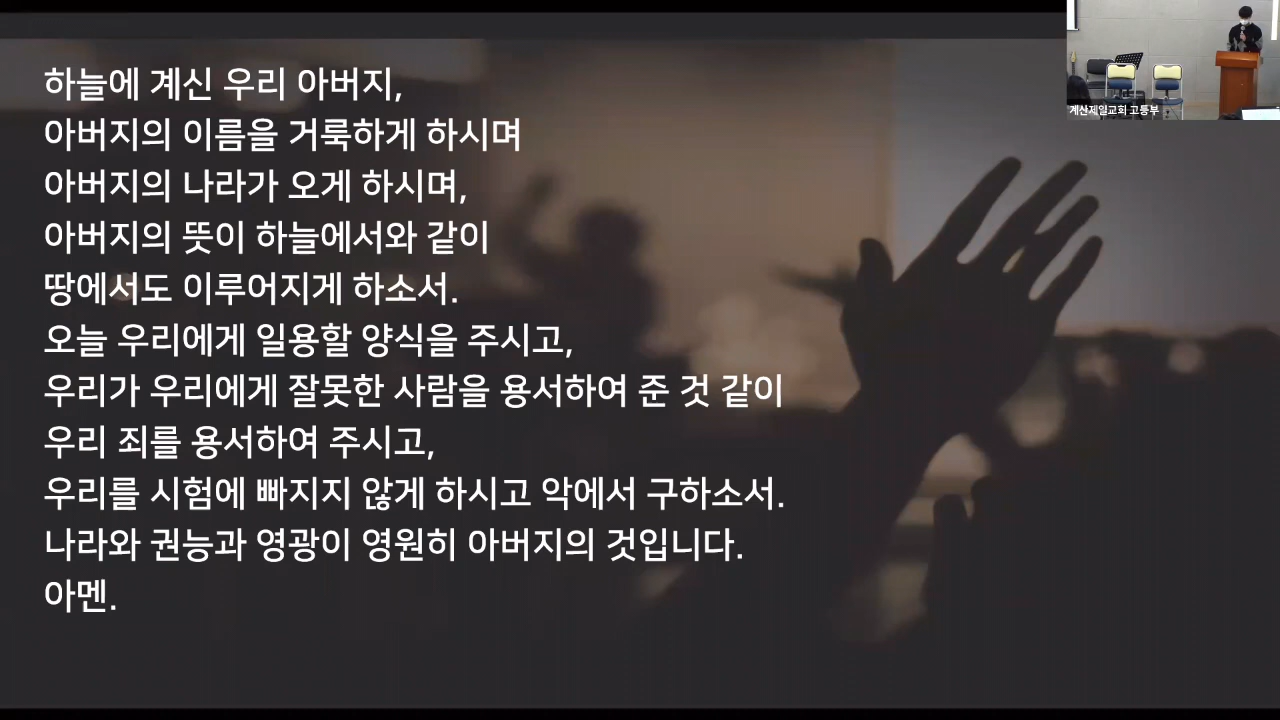 하늘에 계신 우리 아버지,
아버지의 이름을 거룩하게 하시며
아버지의 나라가 오게 하시며,
아버지의 뜻이 하늘에서와 같이
땅에서도 이루어지게 하소서.
오늘 우리에게 일용할 양식을 주시고,
우리가 우리에게 잘못한 사람을 용서하여 준 것 같이
우리 죄를 용서하여 주시고,
우리를 시험에 빠지지 않게 하시고 악에서 구하소서.
나라와 권능과 영광이 영원히 아버지의 것입니다.
아멘.
계산제일교회 고등부